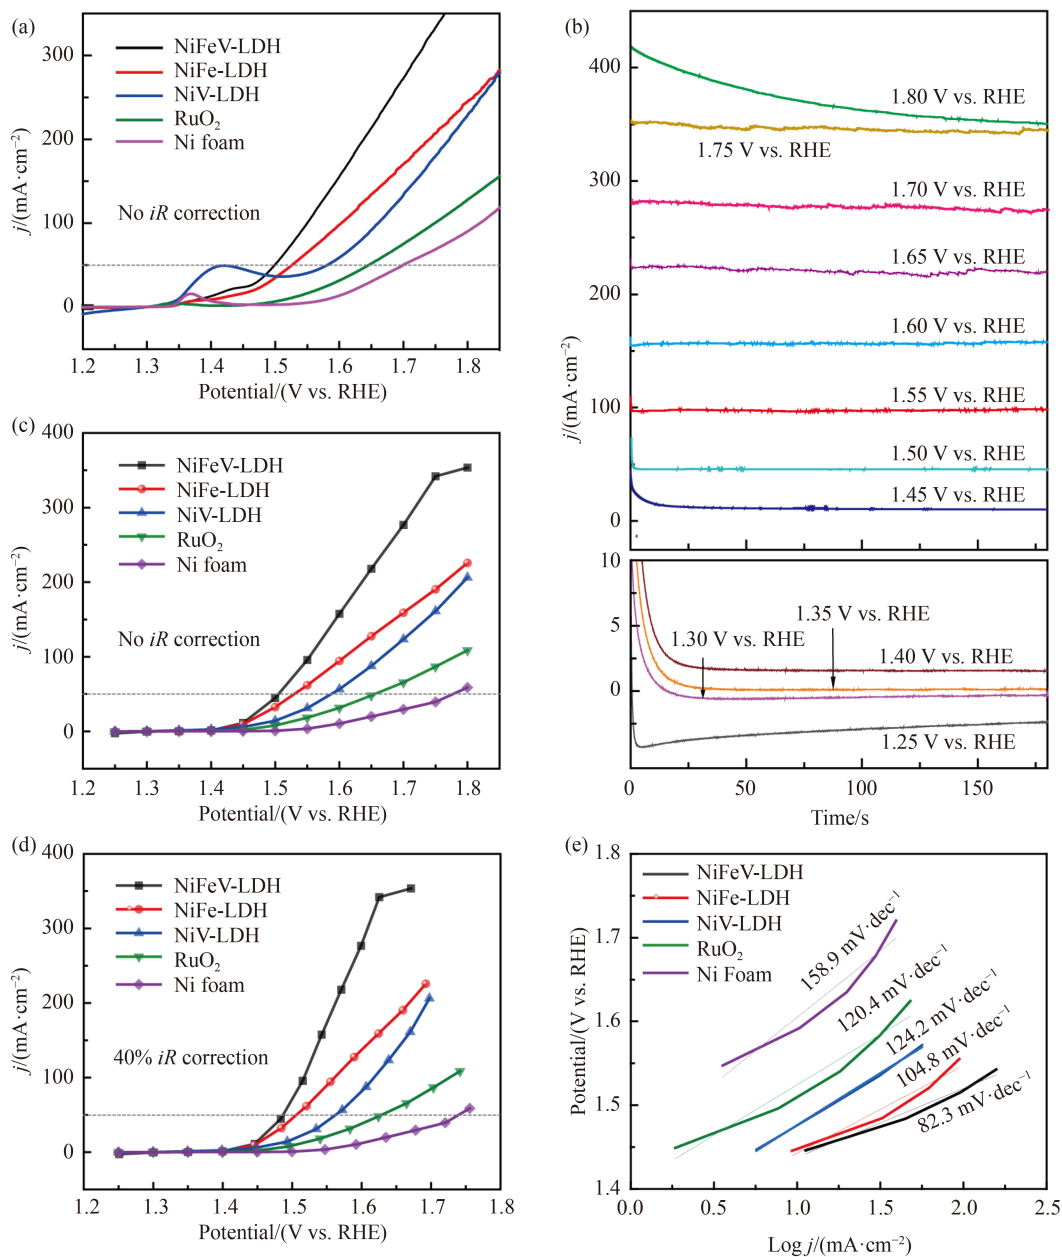 (a)
NiFeV-LDH
NiFe-LDH
NiV-LDH
RuO₂
Ni foam
No iR correction
300
200
100
0
j/(mA·cm⁻²)
1.2 1.3 1.4 1.5 1.6 1.7 1.8
Potential/(V vs. RHE)
(b)
400
300
200
100
0
j/(mA·cm⁻²)
1.80 V vs. RHE
1.75 V vs. RHE
1.70 V vs. RHE
1.65 V vs. RHE
1.60 V vs. RHE
1.55 V vs. RHE
1.50 V vs. RHE
1.45 V vs. RHE
10
5
0
1.35 V vs. RHE
1.30 V vs. RHE
1.40 V vs. RHE
1.25 V vs. RHE
0 50 100 150
Time/s
(c)
400
300
200
100
0
j/(mA·cm⁻²)
NiFeV-LDH
NiFe-LDH
NiV-LDH
RuO₂
Ni foam
No iR correction
1.2 1.3 1.4 1.5 1.6 1.7 1.8
Potential/(V vs. RHE)
(d)
400
300
200
100
0
j/(mA·cm⁻²)
NiFeV-LDH
NiFe-LDH
NiV-LDH
RuO₂
Ni foam
40% iR correction
1.2 1.3 1.4 1.5 1.6 1.7 1.8
Potential/(V vs. RHE)
(e)
1.8
1.7
1.6
1.5
1.4
Potential/(V vs. RHE)
NiFeV-LDH
NiFe-LDH
NiV-LDH
RuO₂
Ni Foam
158.9 mV·dec⁻¹
120.4 mV·dec⁻¹
124.2 mV·dec⁻¹
104.8 mV·dec⁻¹
82.3 mV·dec⁻¹
0.0 0.5 1.0 1.5 2.0 2.5
Log j/(mA·cm⁻²)